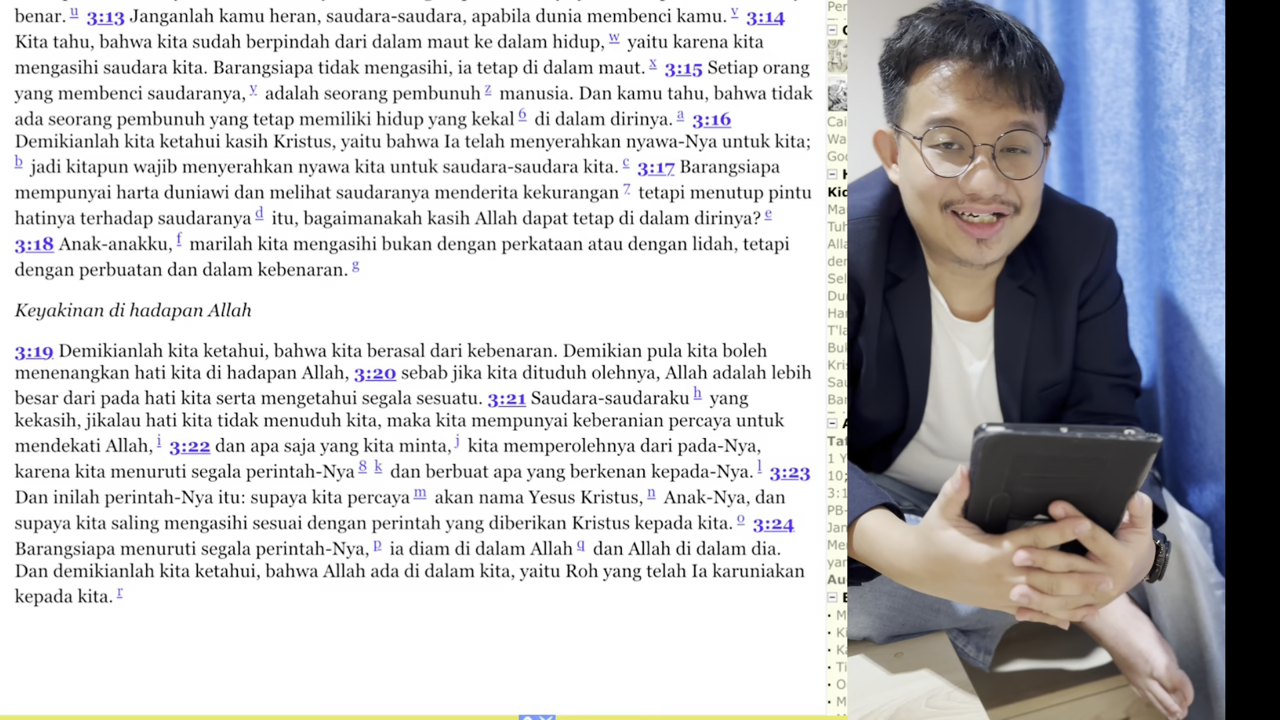 benar. u 3:13 Janganlah kamu heran, saudara-saudara, apabila dunia membenci kamu. v 3:14
Kita tahu, bahwa kita sudah berpindah dari dalam maut ke dalam hidup, w yaitu karena kita
mengasihi saudara kita. Barangsiapa tidak mengasihi, ia tetap di dalam maut. x 3:15 Setiap orang
yang membenci saudaranya, y adalah seorang pembunuh z manusia. Dan kamu tahu, bahwa tidak
ada seorang pembunuh yang tetap memiliki hidup yang kekal 6 di dalam dirinya. a 3:16
Demikianlah kita ketahui kasih Kristus, yaitu bahwa Ia telah menyerahkan nyawa-Nya untuk kita;
b jadi kitapun wajib menyerahkan nyawa kita untuk saudara-saudara kita. c 3:17 Barangsiapa
mempunyai harta duniawi dan melihat saudaranya menderita kekurangan 7 tetapi menutup pintu
hatinya terhadap saudaranya d itu, bagaimanakah kasih Allah dapat tetap di dalam dirinya? e
3:18 Anak-anakku, f marilah kita mengasihi bukan dengan perkataan atau dengan lidah, tetapi
dengan perbuatan dan dalam kebenaran. g
Keyakinan di hadapan Allah
3:19 Demikianlah kita ketahui, bahwa kita berasal dari kebenaran. Demikian pula kita boleh
menenangkan hati kita di hadapan Allah, 3:20 sebab jika kita dituduh olehnya, Allah adalah lebih
besar dari pada hati kita serta mengetahui segala sesuatu. 3:21 Saudara-saudaraku h yang
kekasih, jikalau hati kita tidak menuduh kita, maka kita mempunyai keberanian percaya untuk
mendekati Allah, i 3:22 dan apa saja yang kita minta, j kita memperolehnya dari pada-Nya,
karena kita menuruti segala perintah-Nya 8 k dan berbuat apa yang berkenan kepada-Nya. l 3:23
Dan inilah perintah-Nya itu: supaya kita percaya m akan nama Yesus Kristus, n Anak-Nya, dan
supaya kita saling mengasihi sesuai dengan perintah yang diberikan Kristus kepada kita. o 3:24
Barangsiapa menuruti segala perintah-Nya, p ia diam di dalam Allah q dan Allah di dalam dia.
Dan demikianlah kita ketahui, bahwa Allah ada di dalam kita, yaitu Roh yang telah Ia karuniakan
kepada kita. r